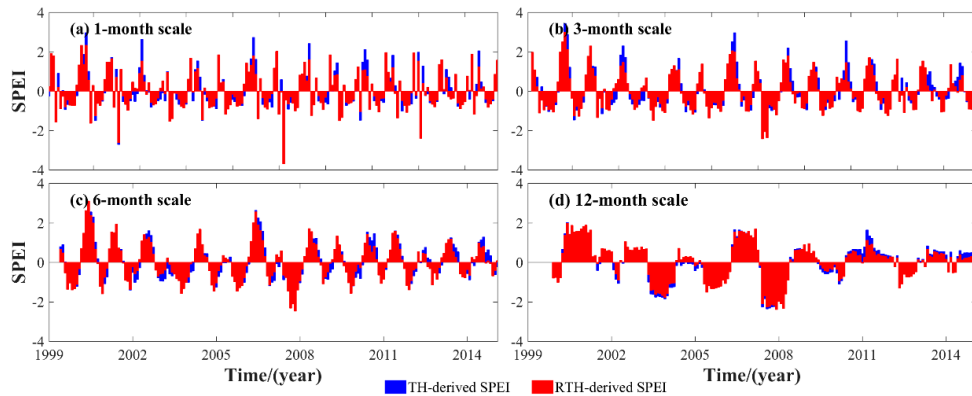 (a) 1-month scale
(b) 3-month scale
SPEI
4
2
0
-2
-4
4
2
0
-2
-4
(c) 6-month scale
(d) 12-month scale
SPEI
4
2
0
-2
-4
4
2
0
-2
-4
1999 2002 2005 2008 2011 2014
1999 2002 2005 2008 2011 2014
Time/(year) Time/(year)
TH-derived SPEI RTH-derived SPEI